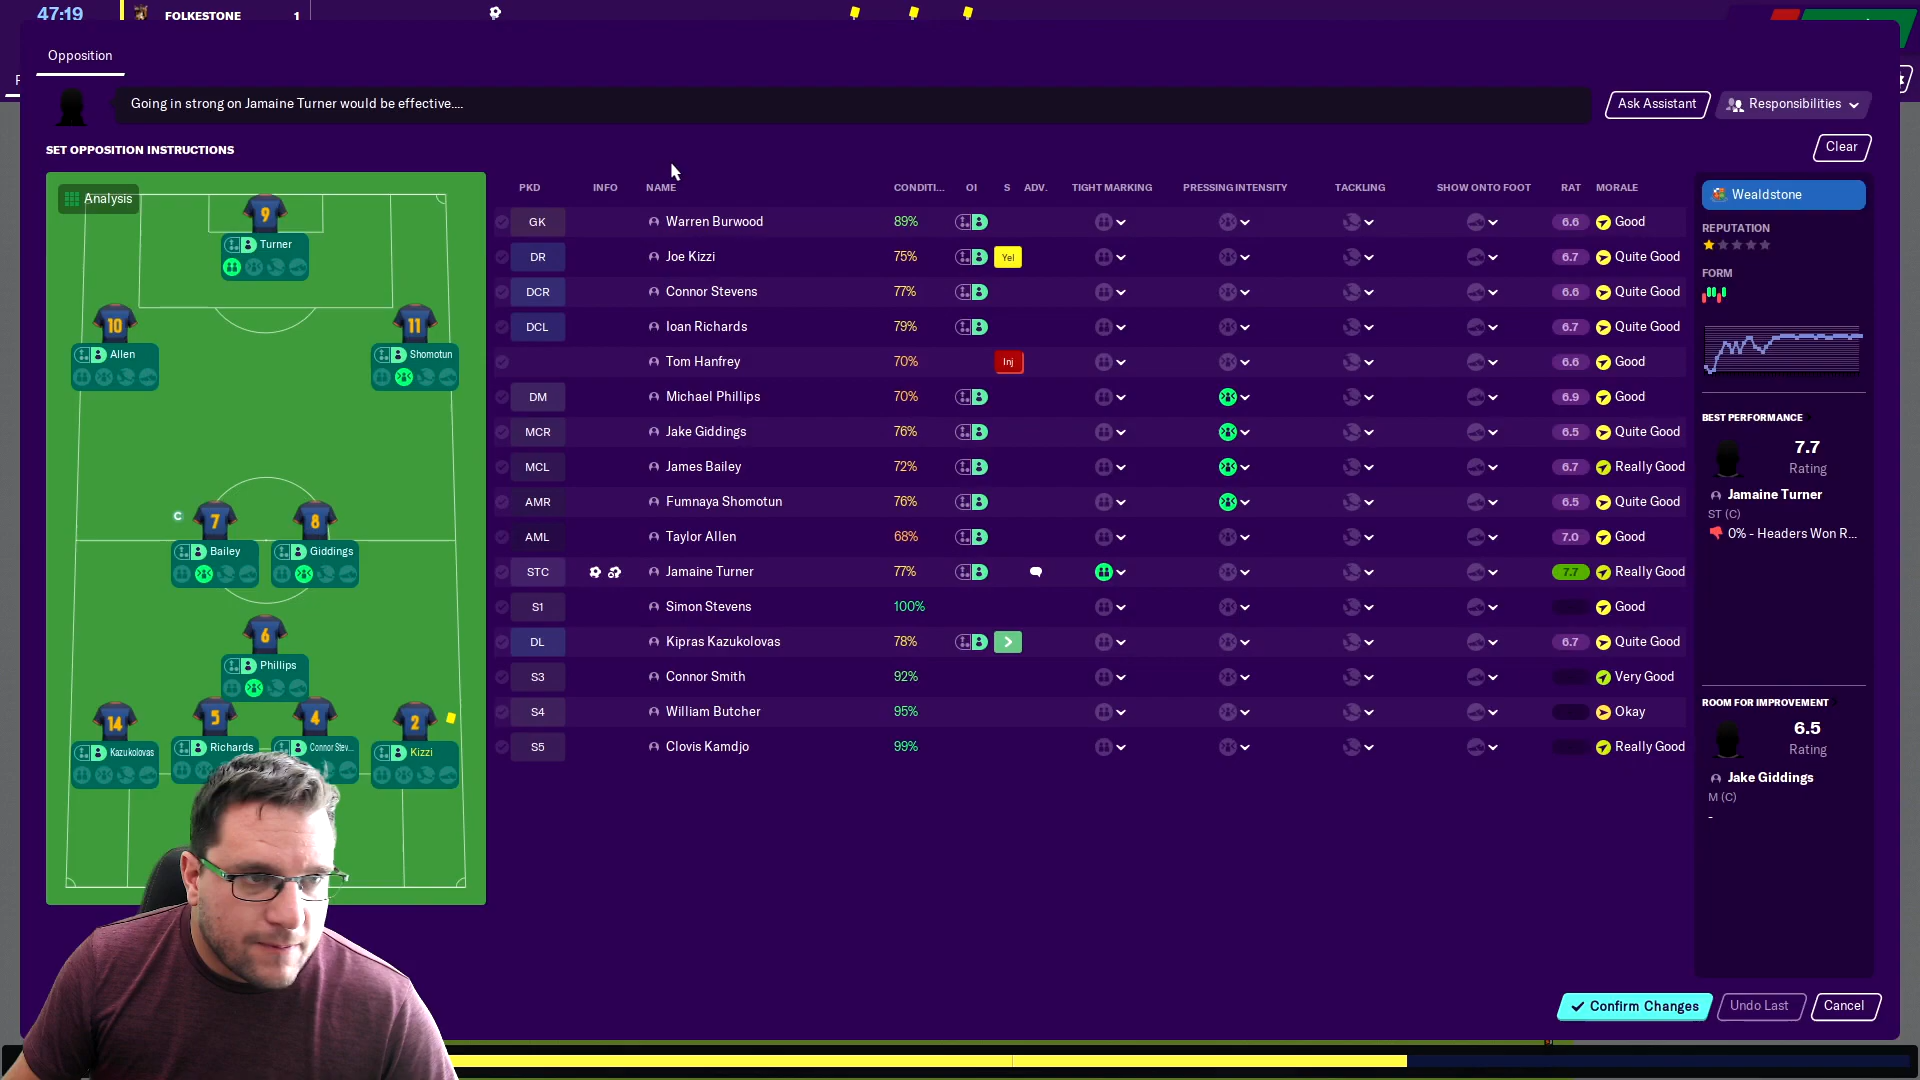 47:19 FOLKESTONE 1
Opposition
Going in strong on Jamaine Turner would be effective....
Ask Assistant
Responsibilities
SET OPPOSITION INSTRUCTIONS
Clear
Analysis
9
Turner
10
Allen
11
Shomotun
C
7
Bailey
8
Giddings
6
Phillips
14
Kazukolovas
5
Richards
4
Connor Stev...
2
Kizzi
PKD INFO NAME CONDITI... OI S ADV. TIGHT MARKING PRESSING INTENSITY TACKLING SHOW ONTO FOOT RAT MORALE
GK Warren Burwood 89% 6.6 Good
DR Joe Kizzi 75% Yel 6.7 Quite Good
DCR Connor Stevens 77% 6.6 Quite Good
DCL Ioan Richards 79% 6.7 Quite Good
Tom Hanfrey 70% Inj 6.6 Good
DM Michael Phillips 70% 6.9 Good
MCR Jake Giddings 76% 6.5 Quite Good
MCL James Bailey 72% 6.7 Really Good
AMR Fumnaya Shomotun 76% 6.5 Quite Good
AML Taylor Allen 68% 7.0 Good
STC Jamaine Turner 77% 7.7 Really Good
S1 Simon Stevens 100% Good
DL Kipras Kazukolovas 78% 6.7 Quite Good
S3 Connor Smith 92% Very Good
S4 William Butcher 95% Okay
S5 Clovis Kamdjo 99% Really Good
Wealdstone
REPUTATION
FORM
BEST PERFORMANCE
7.7
Rating
Jamaine Turner
ST (C)
0% - Headers Won R...
ROOM FOR IMPROVEMENT
6.5
Rating
Jake Giddings
M (C)
-
Confirm Changes
Undo Last
Cancel